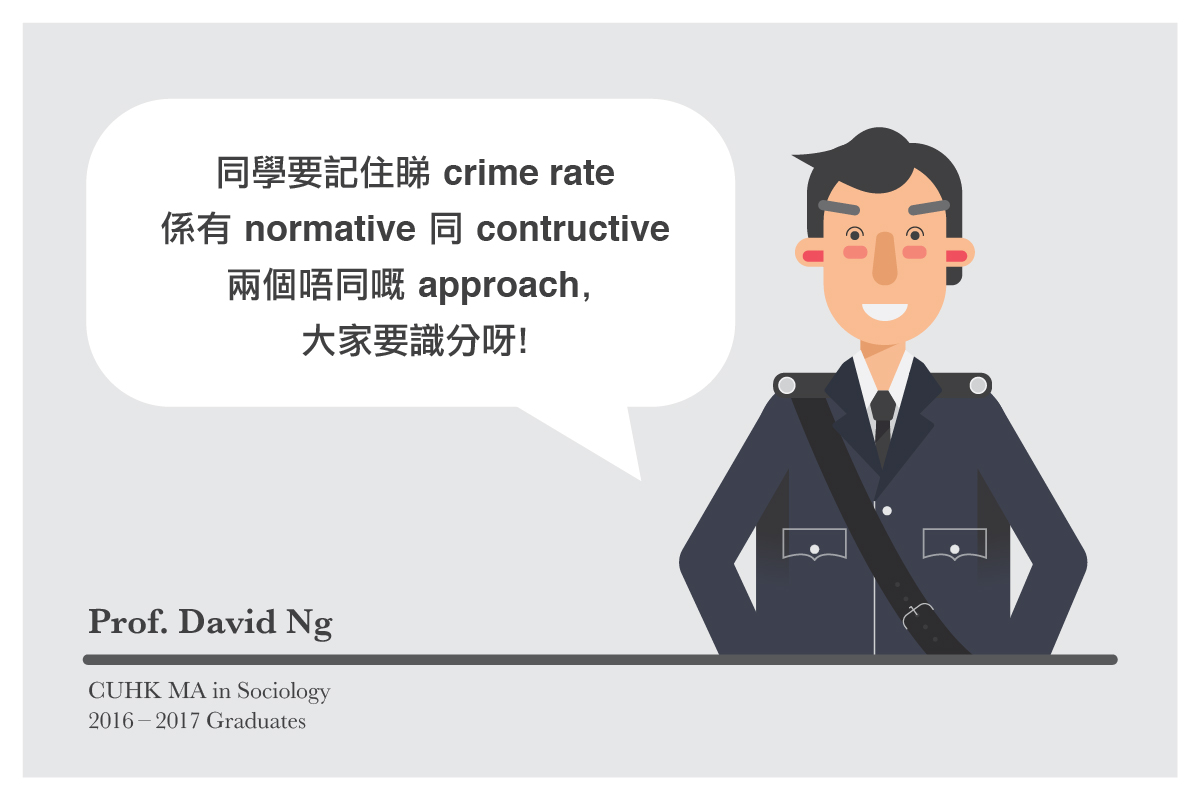 同學要記住睇 crime rate
係有 normative 同 contructive
兩個唔同嘅 approach,
大家要識分呀!
Prof. David Ng
CUHK MA in Sociology
2016–2017 Graduates